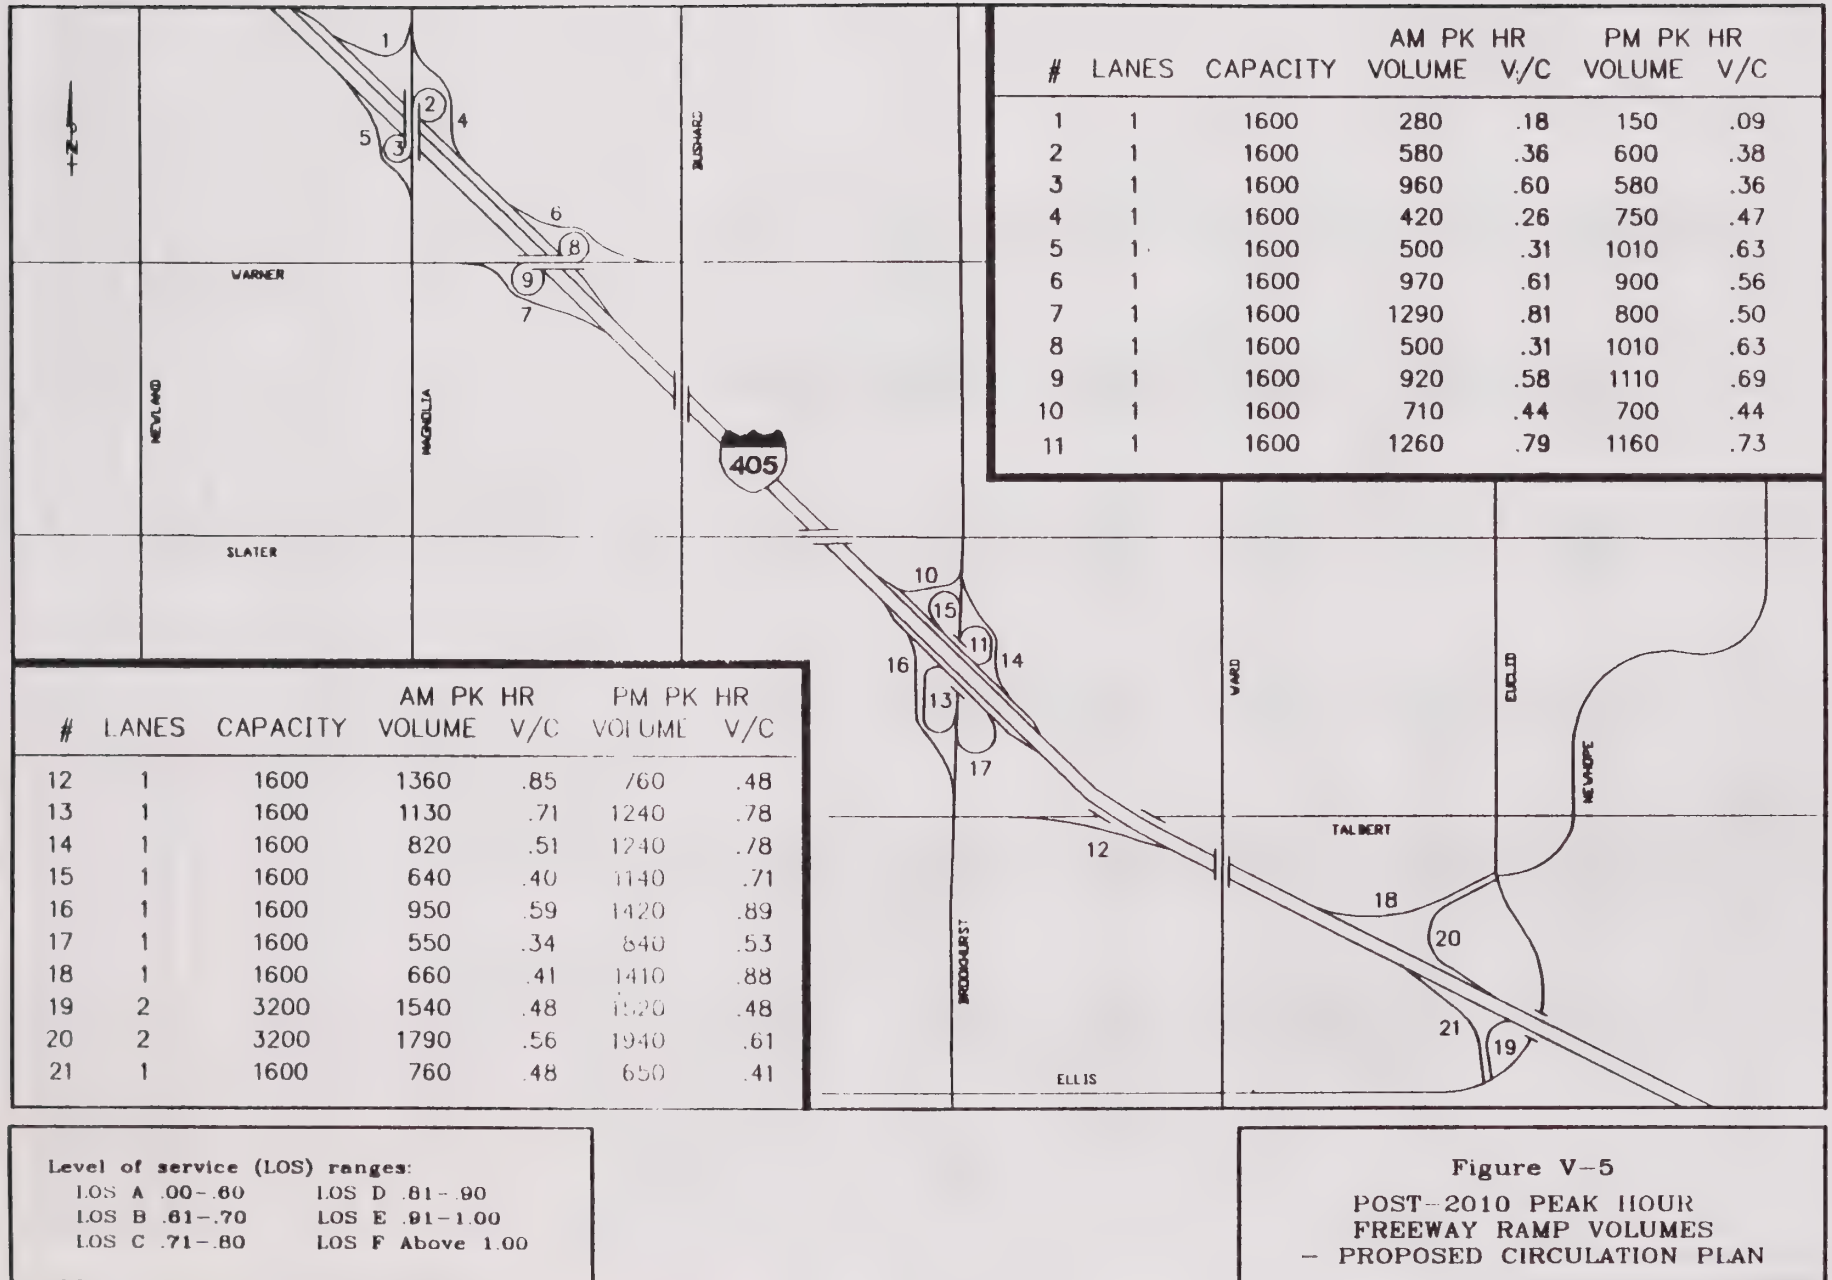 # LANES CAPACITY AM PK HR VOLUME V/C PM PK HR VOLUME V/C
1 1 1600 280 .18 150 .09
2 1 1600 580 .36 600 .38
3 1 1600 960 .60 580 .36
4 1 1600 420 .26 750 .47
5 1 1600 500 .31 1010 .63
6 1 1600 970 .61 900 .56
7 1 1600 1290 .81 800 .50
8 1 1600 500 .31 1010 .63
9 1 1600 920 .58 1110 .69
10 1 1600 710 .44 700 .44
11 1 1600 1260 .79 1160 .73
1
2
4
5
3
N
BUSHARD
6
8
WARNER
9
7
NEWLAND
MAGNOLIA
405
SLATER
10
15
11
16
14
13
17
WARD
EUCLID
NEWHOPE
TALBERT
12
18
20
BROOKHURST
21
19
ELLIS
# LANES CAPACITY AM PK HR VOLUME V/C PM PK HR VOLUME V/C
12 1 1600 1360 .85 760 .48
13 1 1600 1130 .71 1240 .78
14 1 1600 820 .51 1240 .78
15 1 1600 640 .40 1140 .71
16 1 1600 950 .59 1420 .89
17 1 1600 550 .34 840 .53
18 1 1600 660 .41 1410 .88
19 2 3200 1540 .48 1520 .48
20 2 3200 1790 .56 1940 .61
21 1 1600 760 .48 650 .41
Level of service (LOS) ranges:
LOS A .00-.60 LOS D .81-.90
LOS B .61-.70 LOS E .91-1.00
LOS C .71-.80 LOS F Above 1.00
Figure V-5
POST-2010 PEAK HOUR
FREEWAY RAMP VOLUMES
- PROPOSED CIRCULATION PLAN